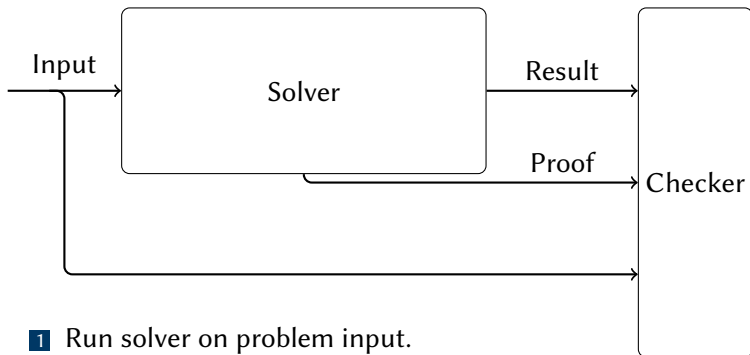 Input
Solver
Result
Proof
Checker
1 Run solver on problem input.